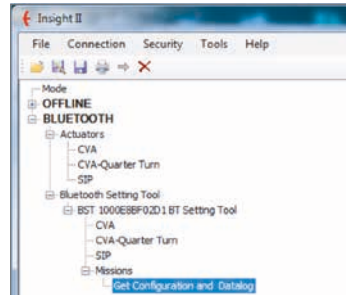 Insight II
File Connection Security Tools Help
Mode
OFFLINE
BLUETOOTH
Actuators
CVA
CVA-Quarter Turn
SIP
Bluetooth Setting Tool
BST 1000E8BF02D1 BT Setting Tool
CVA
CVA-Quarter Turn
SIP
Missions
Get Configuration and Datalog